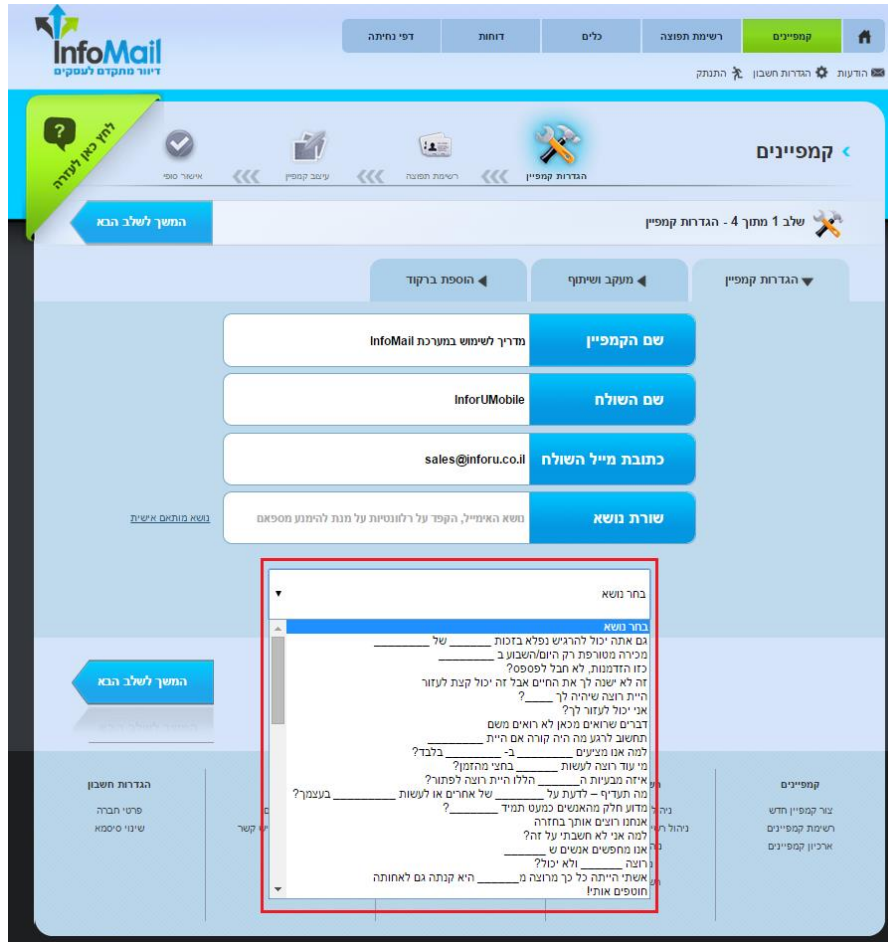 InfoMail
דיוור מתקדם לעסקים
קמפיינים
רשימת תפוצה
כלים
דוחות
דפי נחיתה
הודעות
הגדרות חשבון
התנתק
לחץ כאן לעזרה
קמפיינים
הגדרות קמפיין
רשימת תפוצה
עיצוב קמפיין
אישור סופי
שלב 1 מתוך 4 - הגדרות קמפיין
המשך לשלב הבא
הגדרות קמפיין
מעקב ושיתוף
הוספת ברקוד
שם הקמפיין
מדריך לשימוש במערכת InfoMail
שם השולח
InforUMobile
כתובת מייל השולח
sales@inforu.co.il
שורת נושא
נושא האימייל, הקפד על רלוונטיות על מנת להימנע מספאם
נושא מותאם אישית
בחר נושא
בחר נושא
גם אתה יכול להרגיש נפלא בזכות ______ של ________
מכירה מטורפת רק היום/השבוע ב ________
כזו הזדמנות, לא חבל לפספס?
זה לא ישנה לך את החיים אבל זה יכול קצת לעזור
היית רוצה שיהיה לך ____?
אני יכול לעזור לך?
דברים שרואים מכאן לא רואים משם
תחשוב לרגע מה היה קורה אם היית ________
למה אנו מציעים ________ ב- ________ בלבד?
מי עוד רוצה לעשות ______ בחצי מהזמן?
איזה מבעיות ה______ הללו היית רוצה לפתור?
מה תעדיף – לדעת על _______ של אחרים או לעשות __________ בעצמך?
מדוע חלק מהאנשים כמעט תמיד _______?
אנחנו רוצים אותך בחזרה
למה אני לא חשבתי על זה?
אנו מחפשים אנשים ש ______
רוצה ______ ולא יכול?
אשתי הייתה כל כך מרוצה מ______ היא קנתה גם לאחותה
חוטפים אותי!
המשך לשלב הבא
קמפיינים
צור קמפיין חדש
רשימת קמפיינים
ארכיון קמפיינים
הגדרות חשבון
פרטי חברה
שינוי סיסמא